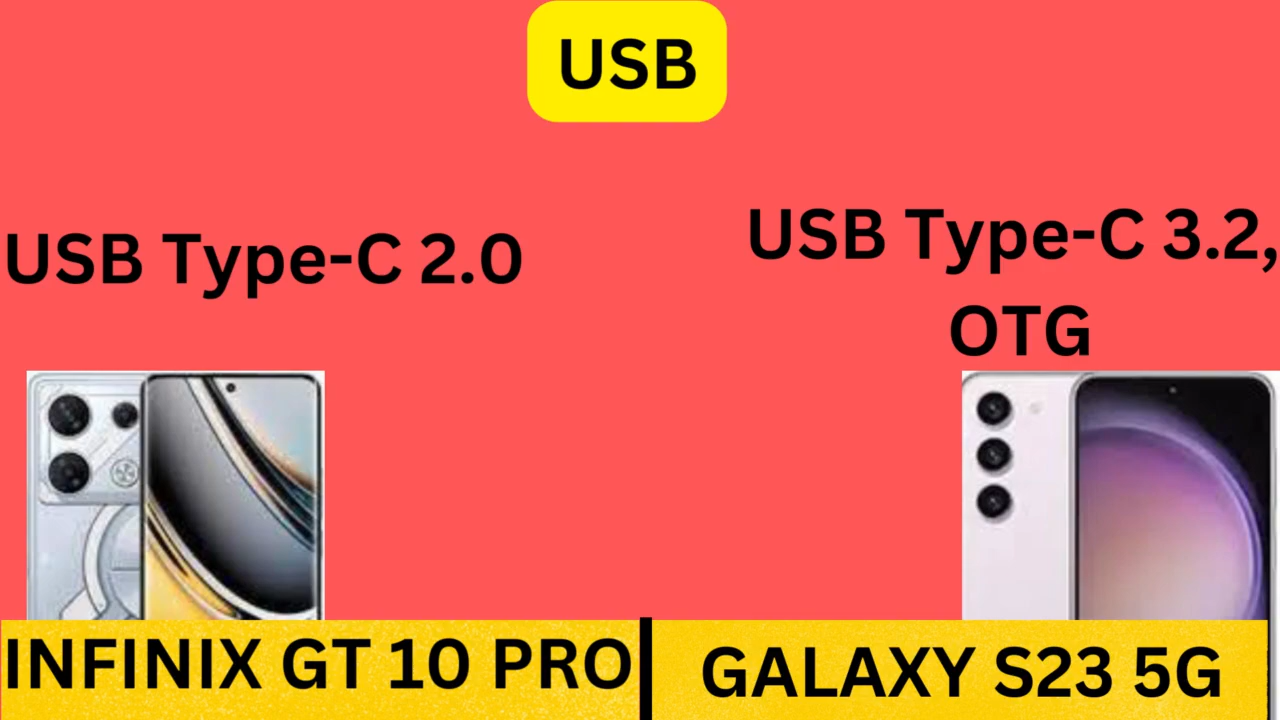 USB
USB Type-C 2.0
USB Type-C 3.2,
OTG
INFINIX GT 10 PRO
GALAXY S23 5G